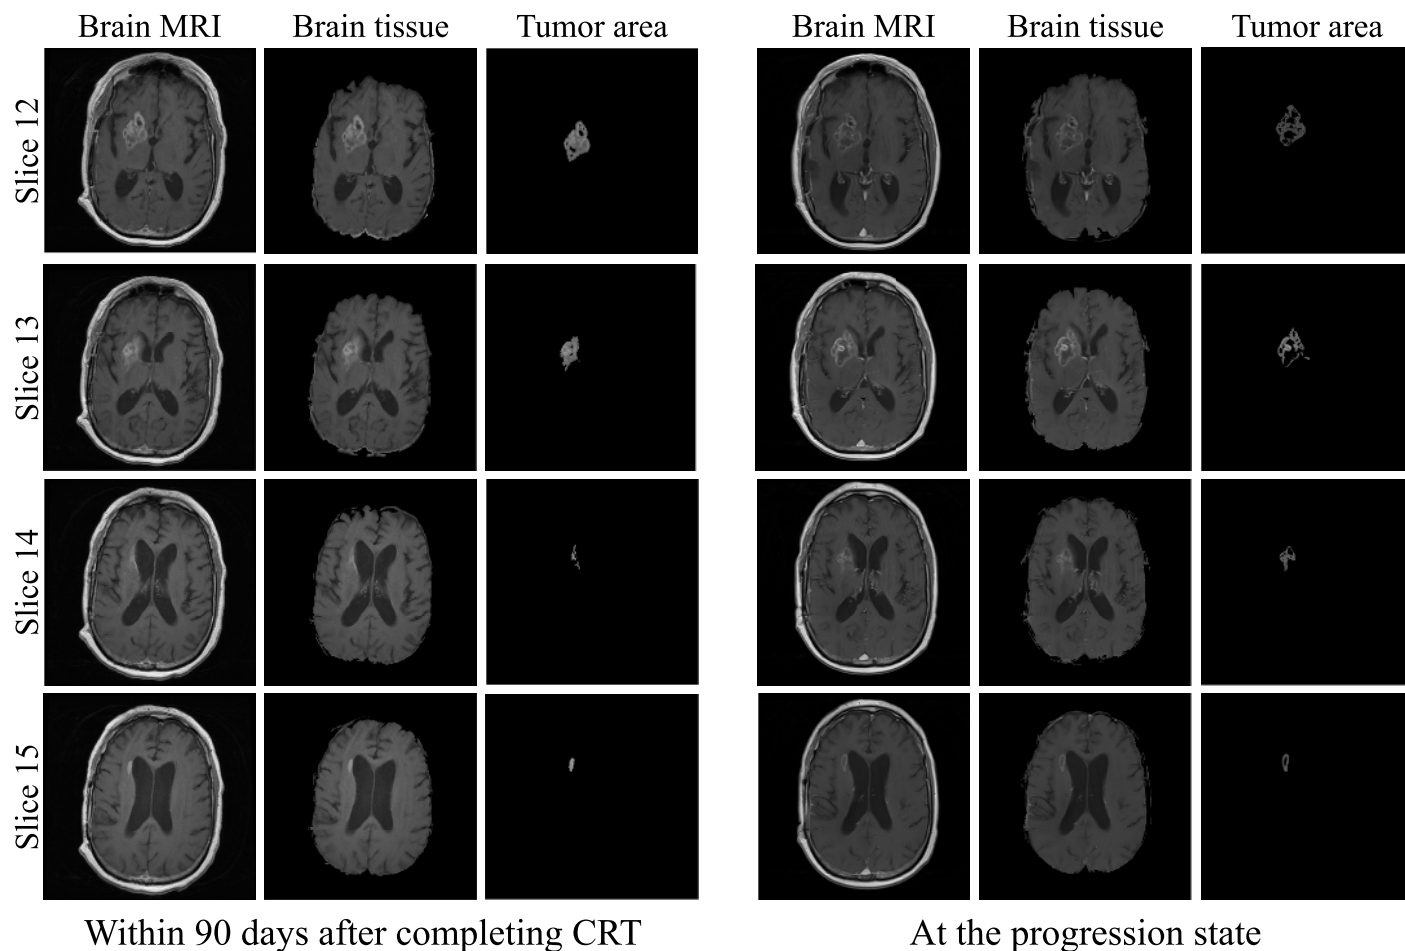 Brain MRI Brain tissue Tumor area Brain MRI Brain tissue Tumor area
Slice 12
Slice 13
Slice 14
Slice 15
Within 90 days after completing CRT
At the progression state